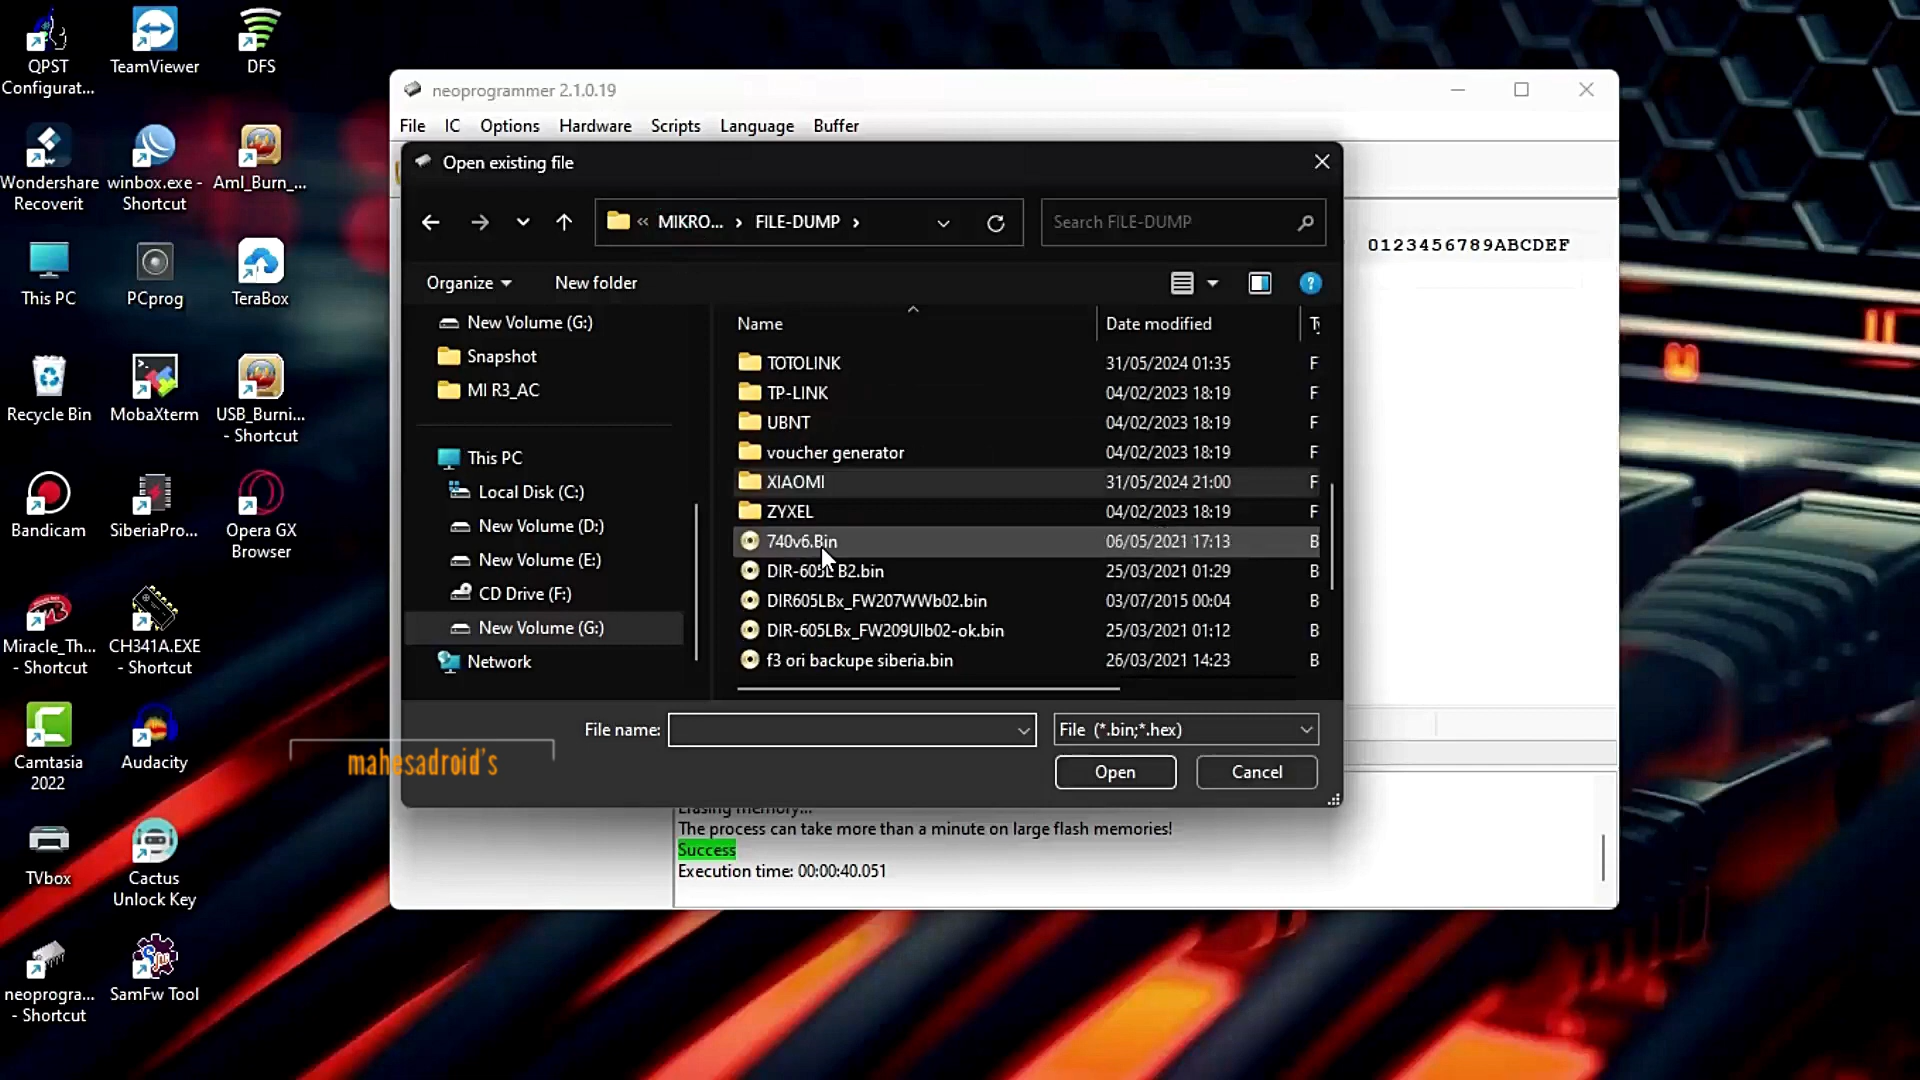 QPST
Configurat...
TeamViewer
DFS
Wondershare
Recoverit
winbox.exe -
Shortcut
Aml_Burn_...
This PC
PCprog
TeraBox
Recycle Bin
MobaXterm
USB_Burni...
- Shortcut
Bandicam
SiberiaPro...
Opera GX
Browser
Miracle_Th...
- Shortcut
CH341A.EXE
- Shortcut
Camtasia
2022
Audacity
TVbox
Cactus
Unlock Key
neoprogra...
- Shortcut
SamFw Tool
neoprogrammer 2.1.0.19
File IC Options Hardware Scripts Language Buffer
Open existing file
« MIKRO... › FILE-DUMP ›
Search FILE-DUMP
0123456789ABCDEF
Organize
New folder
New Volume (G:)
Snapshot
MI R3_AC
This PC
Local Disk (C:)
New Volume (D:)
New Volume (E:)
CD Drive (F:)
New Volume (G:)
Network
Name Date modified
TOTOLINK 31/05/2024 01:35 F
TP-LINK 04/02/2023 18:19 F
UBNT 04/02/2023 18:19 F
voucher generator 04/02/2023 18:19 F
XIAOMI 31/05/2024 21:00 F
ZYXEL 04/02/2023 18:19 F
740v6.Bin 06/05/2021 17:13 B
DIR-605L B2.bin 25/03/2021 01:29 B
DIR605LBx_FW207WWb02.bin 03/07/2015 00:04 B
DIR-605LBx_FW209UIb02-ok.bin 25/03/2021 01:12 B
f3 ori backupe siberia.bin 26/03/2021 14:23 B
File name:
File (*.bin;*.hex)
Open
Cancel
mahesadroid's
Erasing memory...
The process can take more than a minute on large flash memories!
Success
Execution time: 00:00:40.051